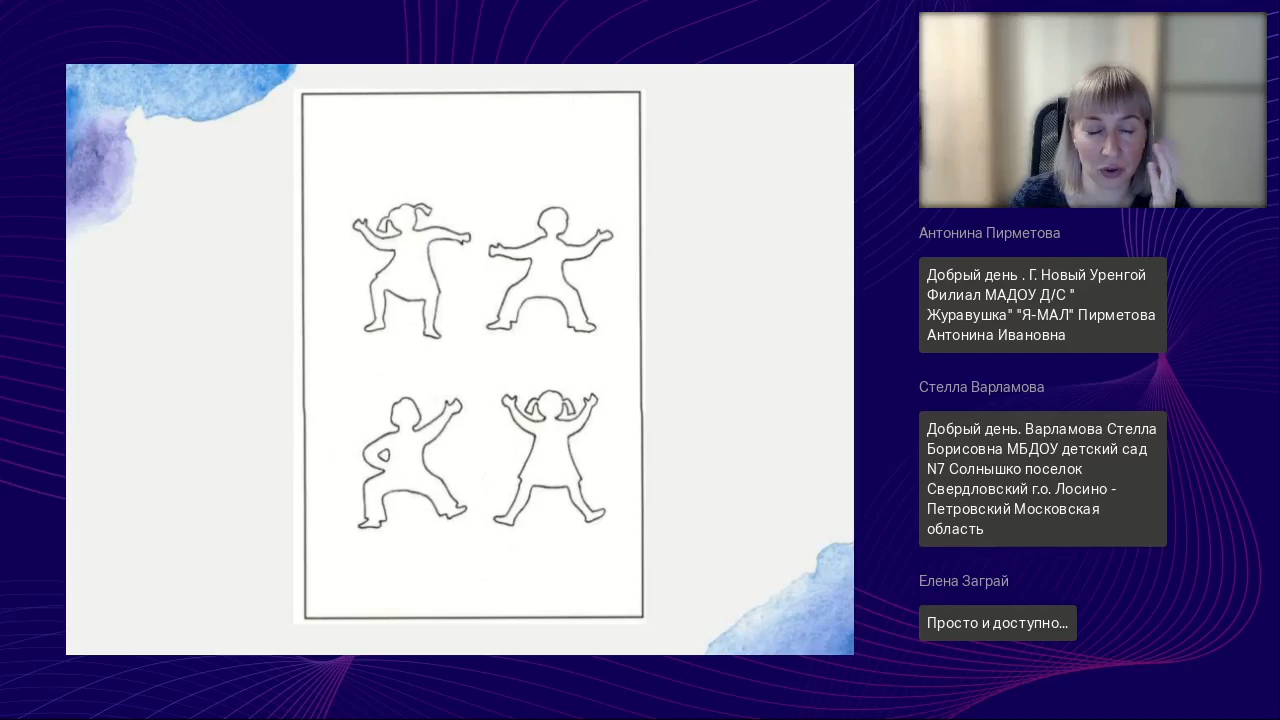 Антонина Пирметова
Добрый день . Г. Новый Уренгой
Филиал МАДОУ Д/С "
Журавушка" "Я-МАЛ" Пирметова
Антонина Ивановна
Стелла Варламова
Добрый день. Варламова Стелла
Борисовна МБДОУ детский сад
N7 Солнышко поселок
Свердловский г.о. Лосино -
Петровский Московская
область
Елена Заграй
Просто и доступно...